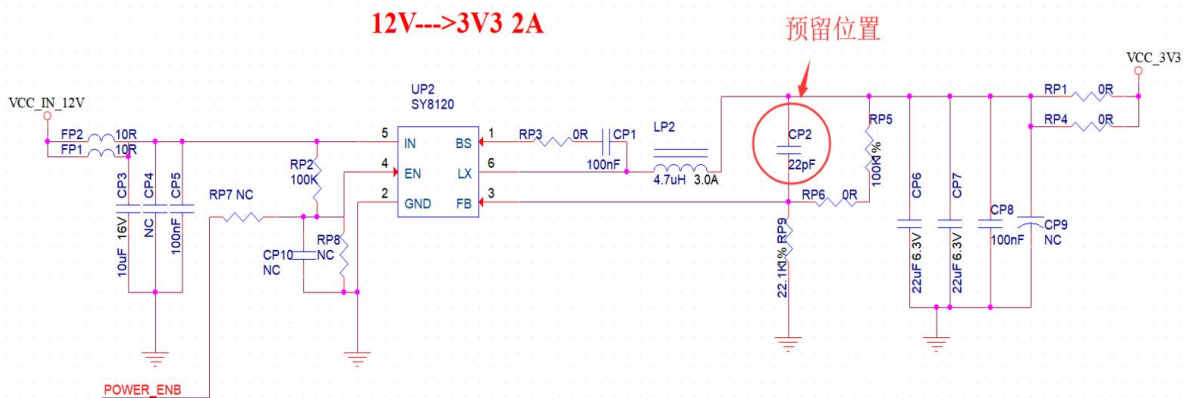 12V--->3V3 2A
预留位置
VCC_IN_12V
VCC_3V3
UP2
SY8120
FP2 10R
FP1 10R
CP3
10uF 16V
CP4
NC
CP5
100nF
RP2
100K
RP7 NC
CP10
NC
RP8
NC
5 IN
4 EN
2 GND
BS 1
LX 6
FB 3
RP3 0R
CP1
100nF
LP2
4.7uH 3.0A
CP2
22pF
RP5
100K1%
RP6 0R
RP9
22.1K1%
CP6
22uF 6.3V
CP7
22uF 6.3V
CP8
100nF
CP9
NC
RP1 0R
RP4 0R
POWER_ENB